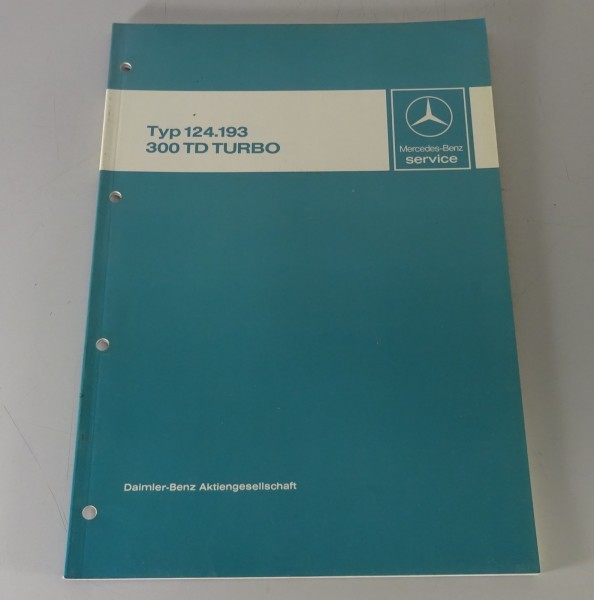 Typ 124.193
300 TD TURBO
Mercedes-Benz
service
Daimler-Benz Aktiengesellschaft